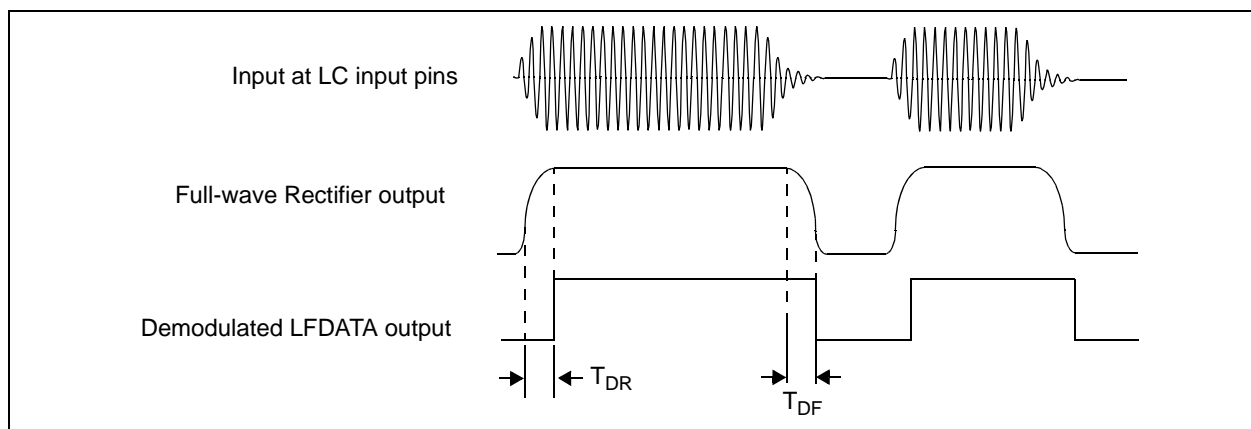 Input at LC input pins
Full-wave Rectifier output
Demodulated LFDATA output
TDR
TDF